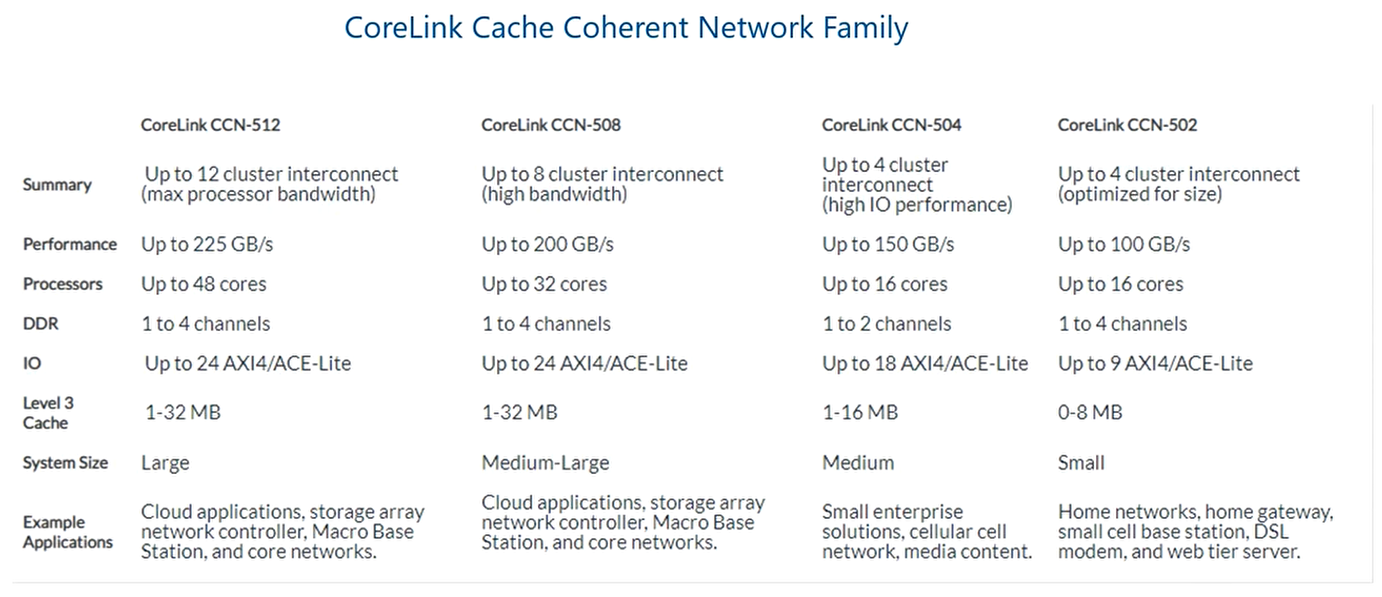 CoreLink Cache Coherent Network Family
CoreLink CCN-512 CoreLink CCN-508 CoreLink CCN-504 CoreLink CCN-502
Summary
Up to 12 cluster interconnect
(max processor bandwidth)
Up to 8 cluster interconnect
(high bandwidth)
Up to 4 cluster
interconnect
(high IO performance)
Up to 4 cluster interconnect
(optimized for size)
Performance Up to 225 GB/s Up to 200 GB/s Up to 150 GB/s Up to 100 GB/s
Processors Up to 48 cores Up to 32 cores Up to 16 cores Up to 16 cores
DDR 1 to 4 channels 1 to 4 channels 1 to 2 channels 1 to 4 channels
IO Up to 24 AXI4/ACE-Lite Up to 24 AXI4/ACE-Lite Up to 18 AXI4/ACE-Lite Up to 9 AXI4/ACE-Lite
Level 3
Cache
1-32 MB 1-32 MB 1-16 MB 0-8 MB
System Size Large Medium-Large Medium Small
Example
Applications
Cloud applications, storage array
network controller, Macro Base
Station, and core networks.
Cloud applications, storage array
network controller, Macro Base
Station, and core networks.
Small enterprise
solutions, cellular cell
network, media content.
Home networks, home gateway,
small cell base station, DSL
modem, and web tier server.